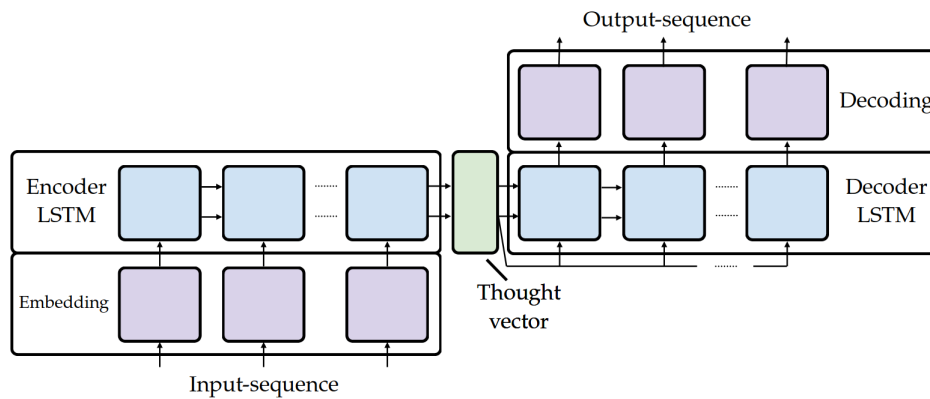 Output-sequence
Decoding
Encoder
LSTM
Decoder
LSTM
Embedding
Thought
vector
Input-sequence